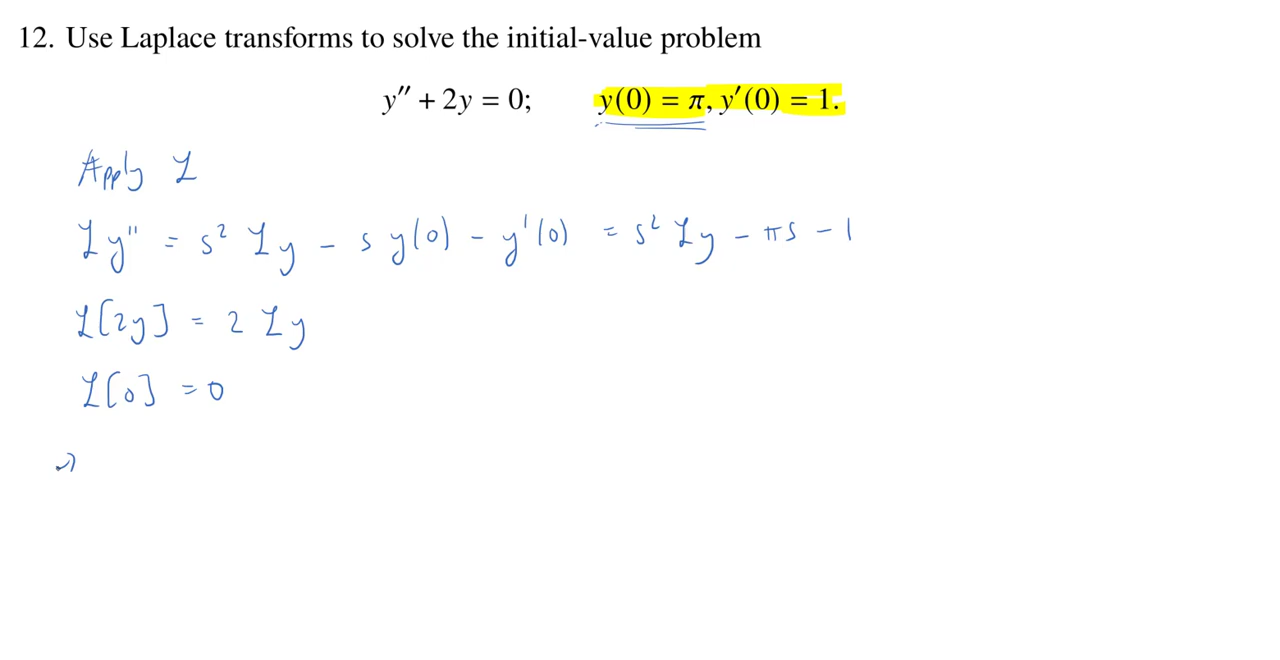 12. Use Laplace transforms to solve the initial-value problem
y″ + 2y = 0; y(0) = π, y′(0) = 1.
Apply ℒ
ℒy″ = s² ℒy − s y(0) − y′(0) = s² ℒy − πs − 1
ℒ[2y] = 2 ℒy
ℒ[0] = 0
⇒